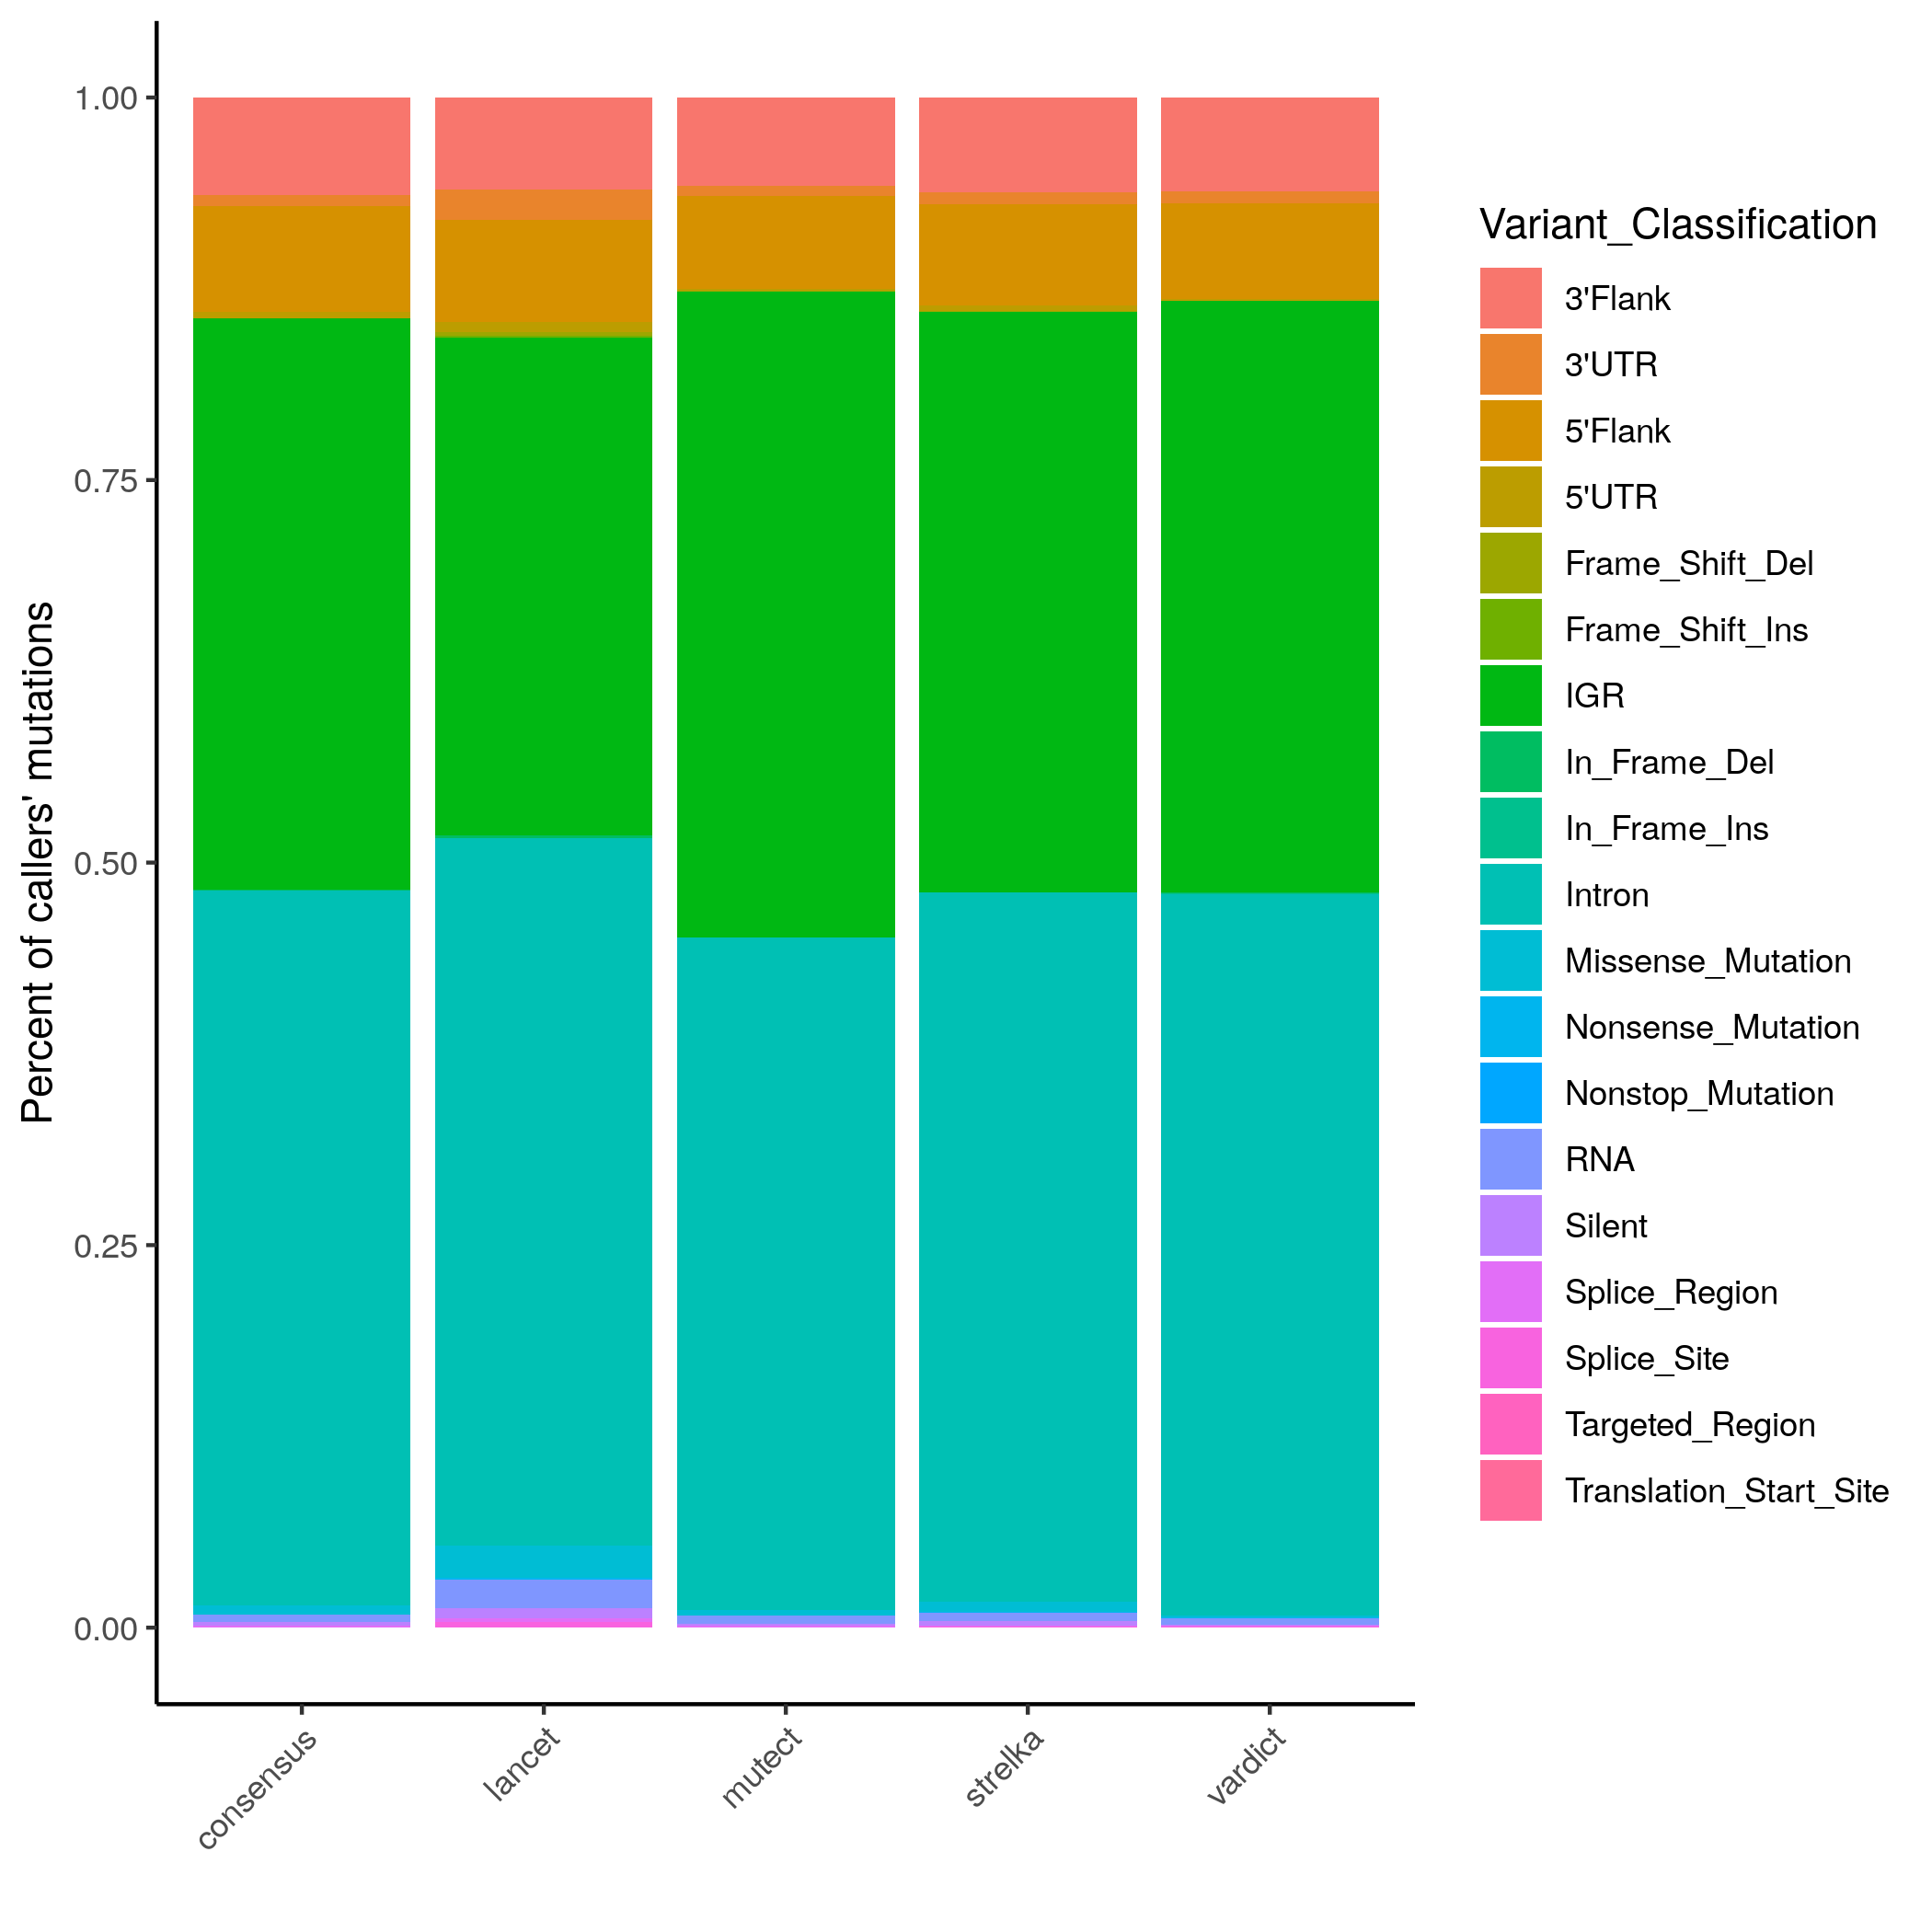 Percent of callers' mutations
1.00
0.75
0.50
0.25
0.00
consensus
lancet
mutect
strelka
vardict
Variant_Classification
3'Flank
3'UTR
5'Flank
5'UTR
Frame_Shift_Del
Frame_Shift_Ins
IGR
In_Frame_Del
In_Frame_Ins
Intron
Missense_Mutation
Nonsense_Mutation
Nonstop_Mutation
RNA
Silent
Splice_Region
Splice_Site
Targeted_Region
Translation_Start_Site